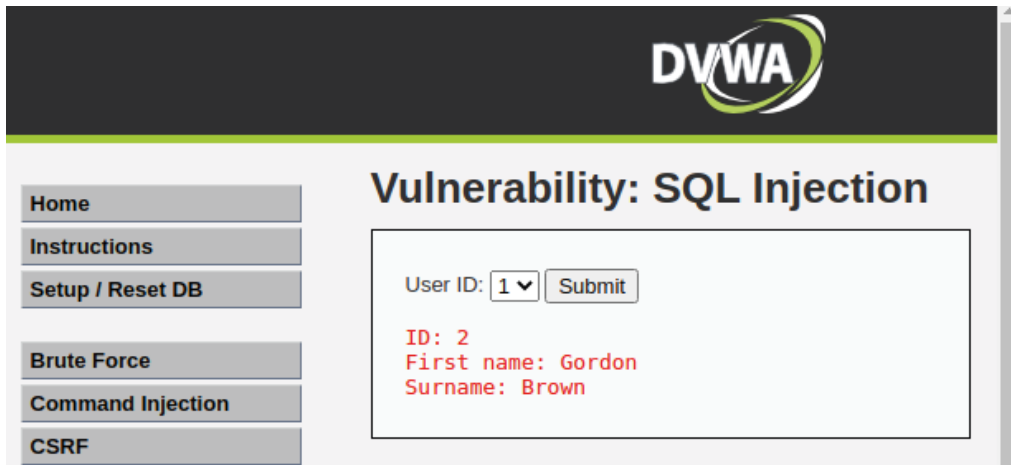 DVWA
Home
Instructions
Setup / Reset DB
Brute Force
Command Injection
CSRF
Vulnerability: SQL Injection
User ID: 1 Submit
ID: 2
First name: Gordon
Surname: Brown